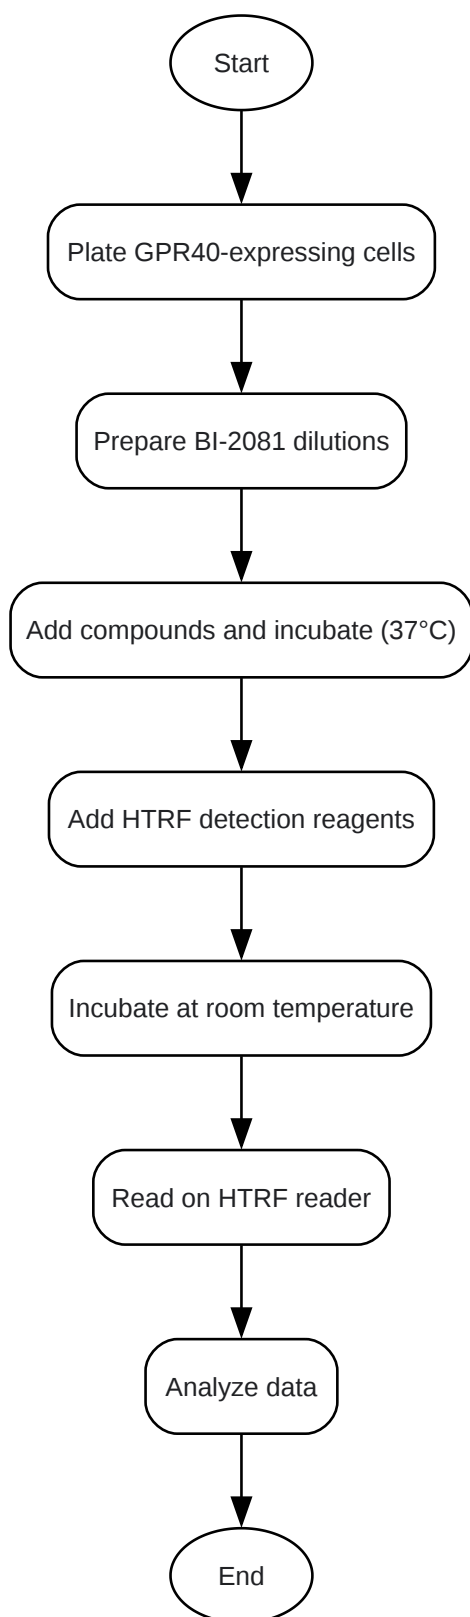 Start
Plate GPR40-expressing cells
Prepare BI-2081 dilutions
Add compounds and incubate (37°C)
Add HTRF detection reagents
Incubate at room temperature
Read on HTRF reader
Analyze data
End